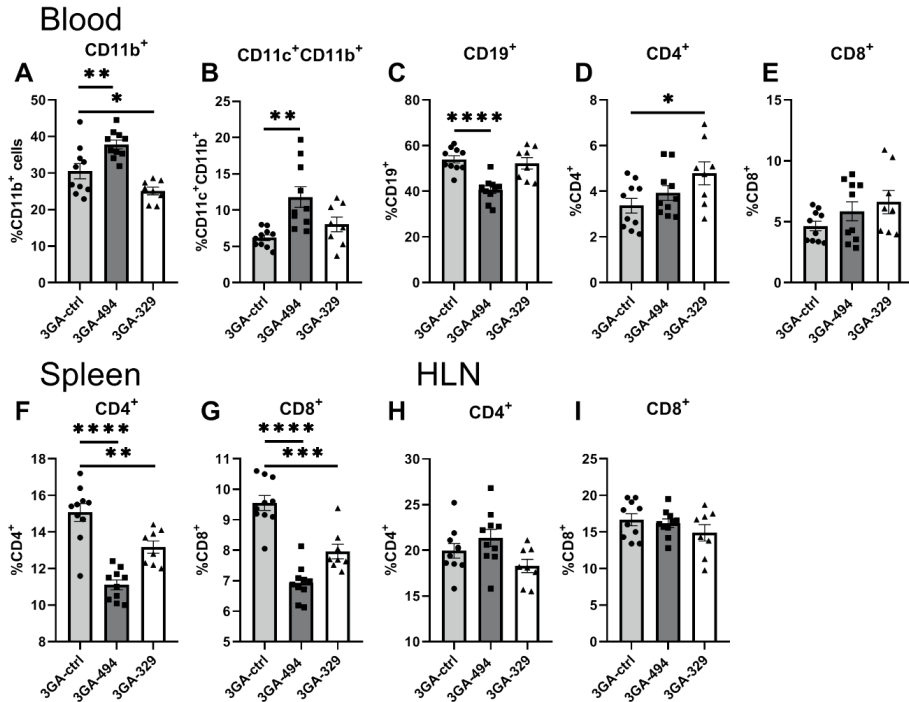 Blood
A
CD11b+
**
*
%CD11b+ cells
50
40
30
20
10
0
3GA-ctrl
3GA-494
3GA-329
B
CD11c+CD11b+
**
%CD11c+CD11b+
25
20
15
10
5
0
3GA-ctrl
3GA-494
3GA-329
C
CD19+
****
%CD19+
80
60
40
20
0
3GA-ctrl
3GA-494
3GA-329
D
CD4+
*
%CD4+
8
6
4
2
0
3GA-ctrl
3GA-494
3GA-329
E
CD8+
%CD8+
15
10
5
0
3GA-ctrl
3GA-494
3GA-329
Spleen
F
CD4+
****
**
%CD4+
18
16
14
12
10
8
3GA-ctrl
3GA-494
3GA-329
G
CD8+
****
***
%CD8+
11
10
9
8
7
6
5
3GA-ctrl
3GA-494
3GA-329
HLN
H
CD4+
%CD4+
30
25
20
15
10
3GA-ctrl
3GA-494
3GA-329
I
CD8+
%CD8+
25
20
15
10
5
0
3GA-ctrl
3GA-494
3GA-329